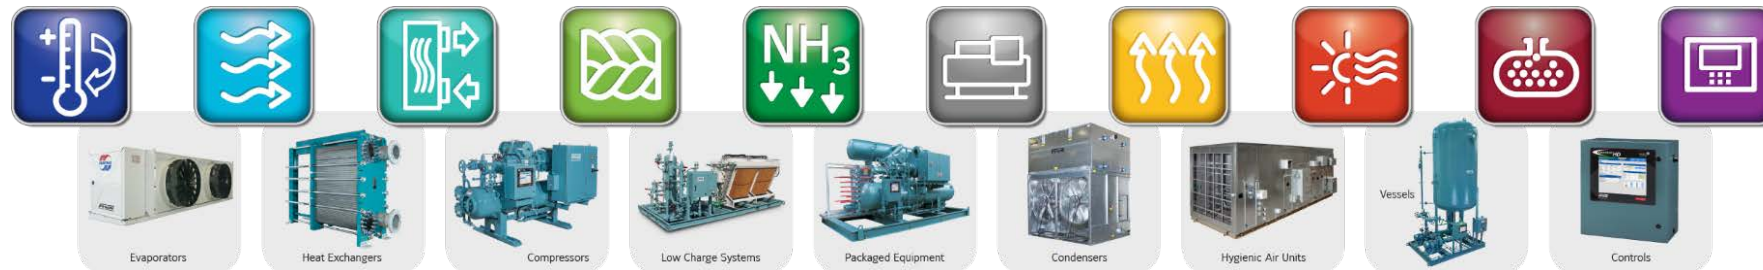 +
-
NH3
Evaporators
Heat Exchangers
Compressors
Low Charge Systems
Packaged Equipment
Condensers
Hygienic Air Units
Vessels
Controls